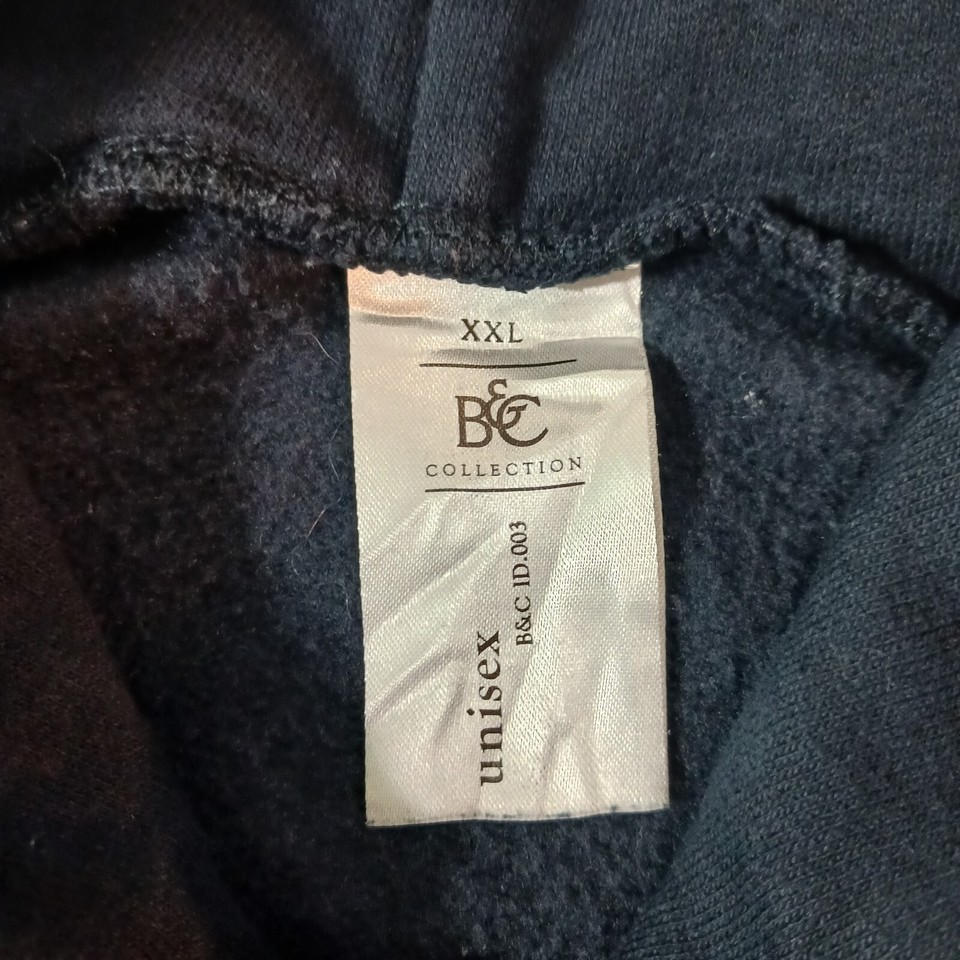 XXL
B&C
COLLECTION
unisex
B&C ID.003